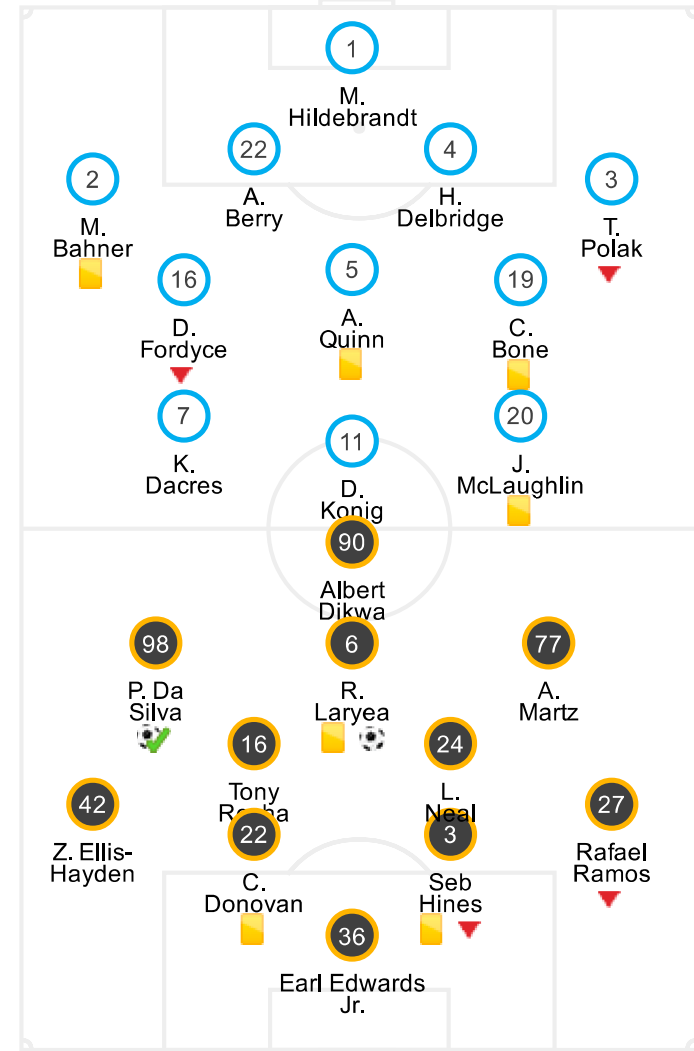 1
M.
Hildebrandt
22
A.
Berry
4
H.
Delbridge
2
M.
Bahner
3
T.
Polak
16
D.
Fordyce
5
A.
Quinn
19
C.
Bone
7
K.
Dacres
11
D.
Konig
20
J.
McLaughlin
90
Albert
Dikwa
98
P. Da
Silva
6
R.
Laryea
77
A.
Martz
16
Tony
Rocha
24
L.
Neal
42
Z. Ellis-
Hayden
27
Rafael
Ramos
22
C.
Donovan
3
Seb
Hines
36
Earl Edwards
Jr.